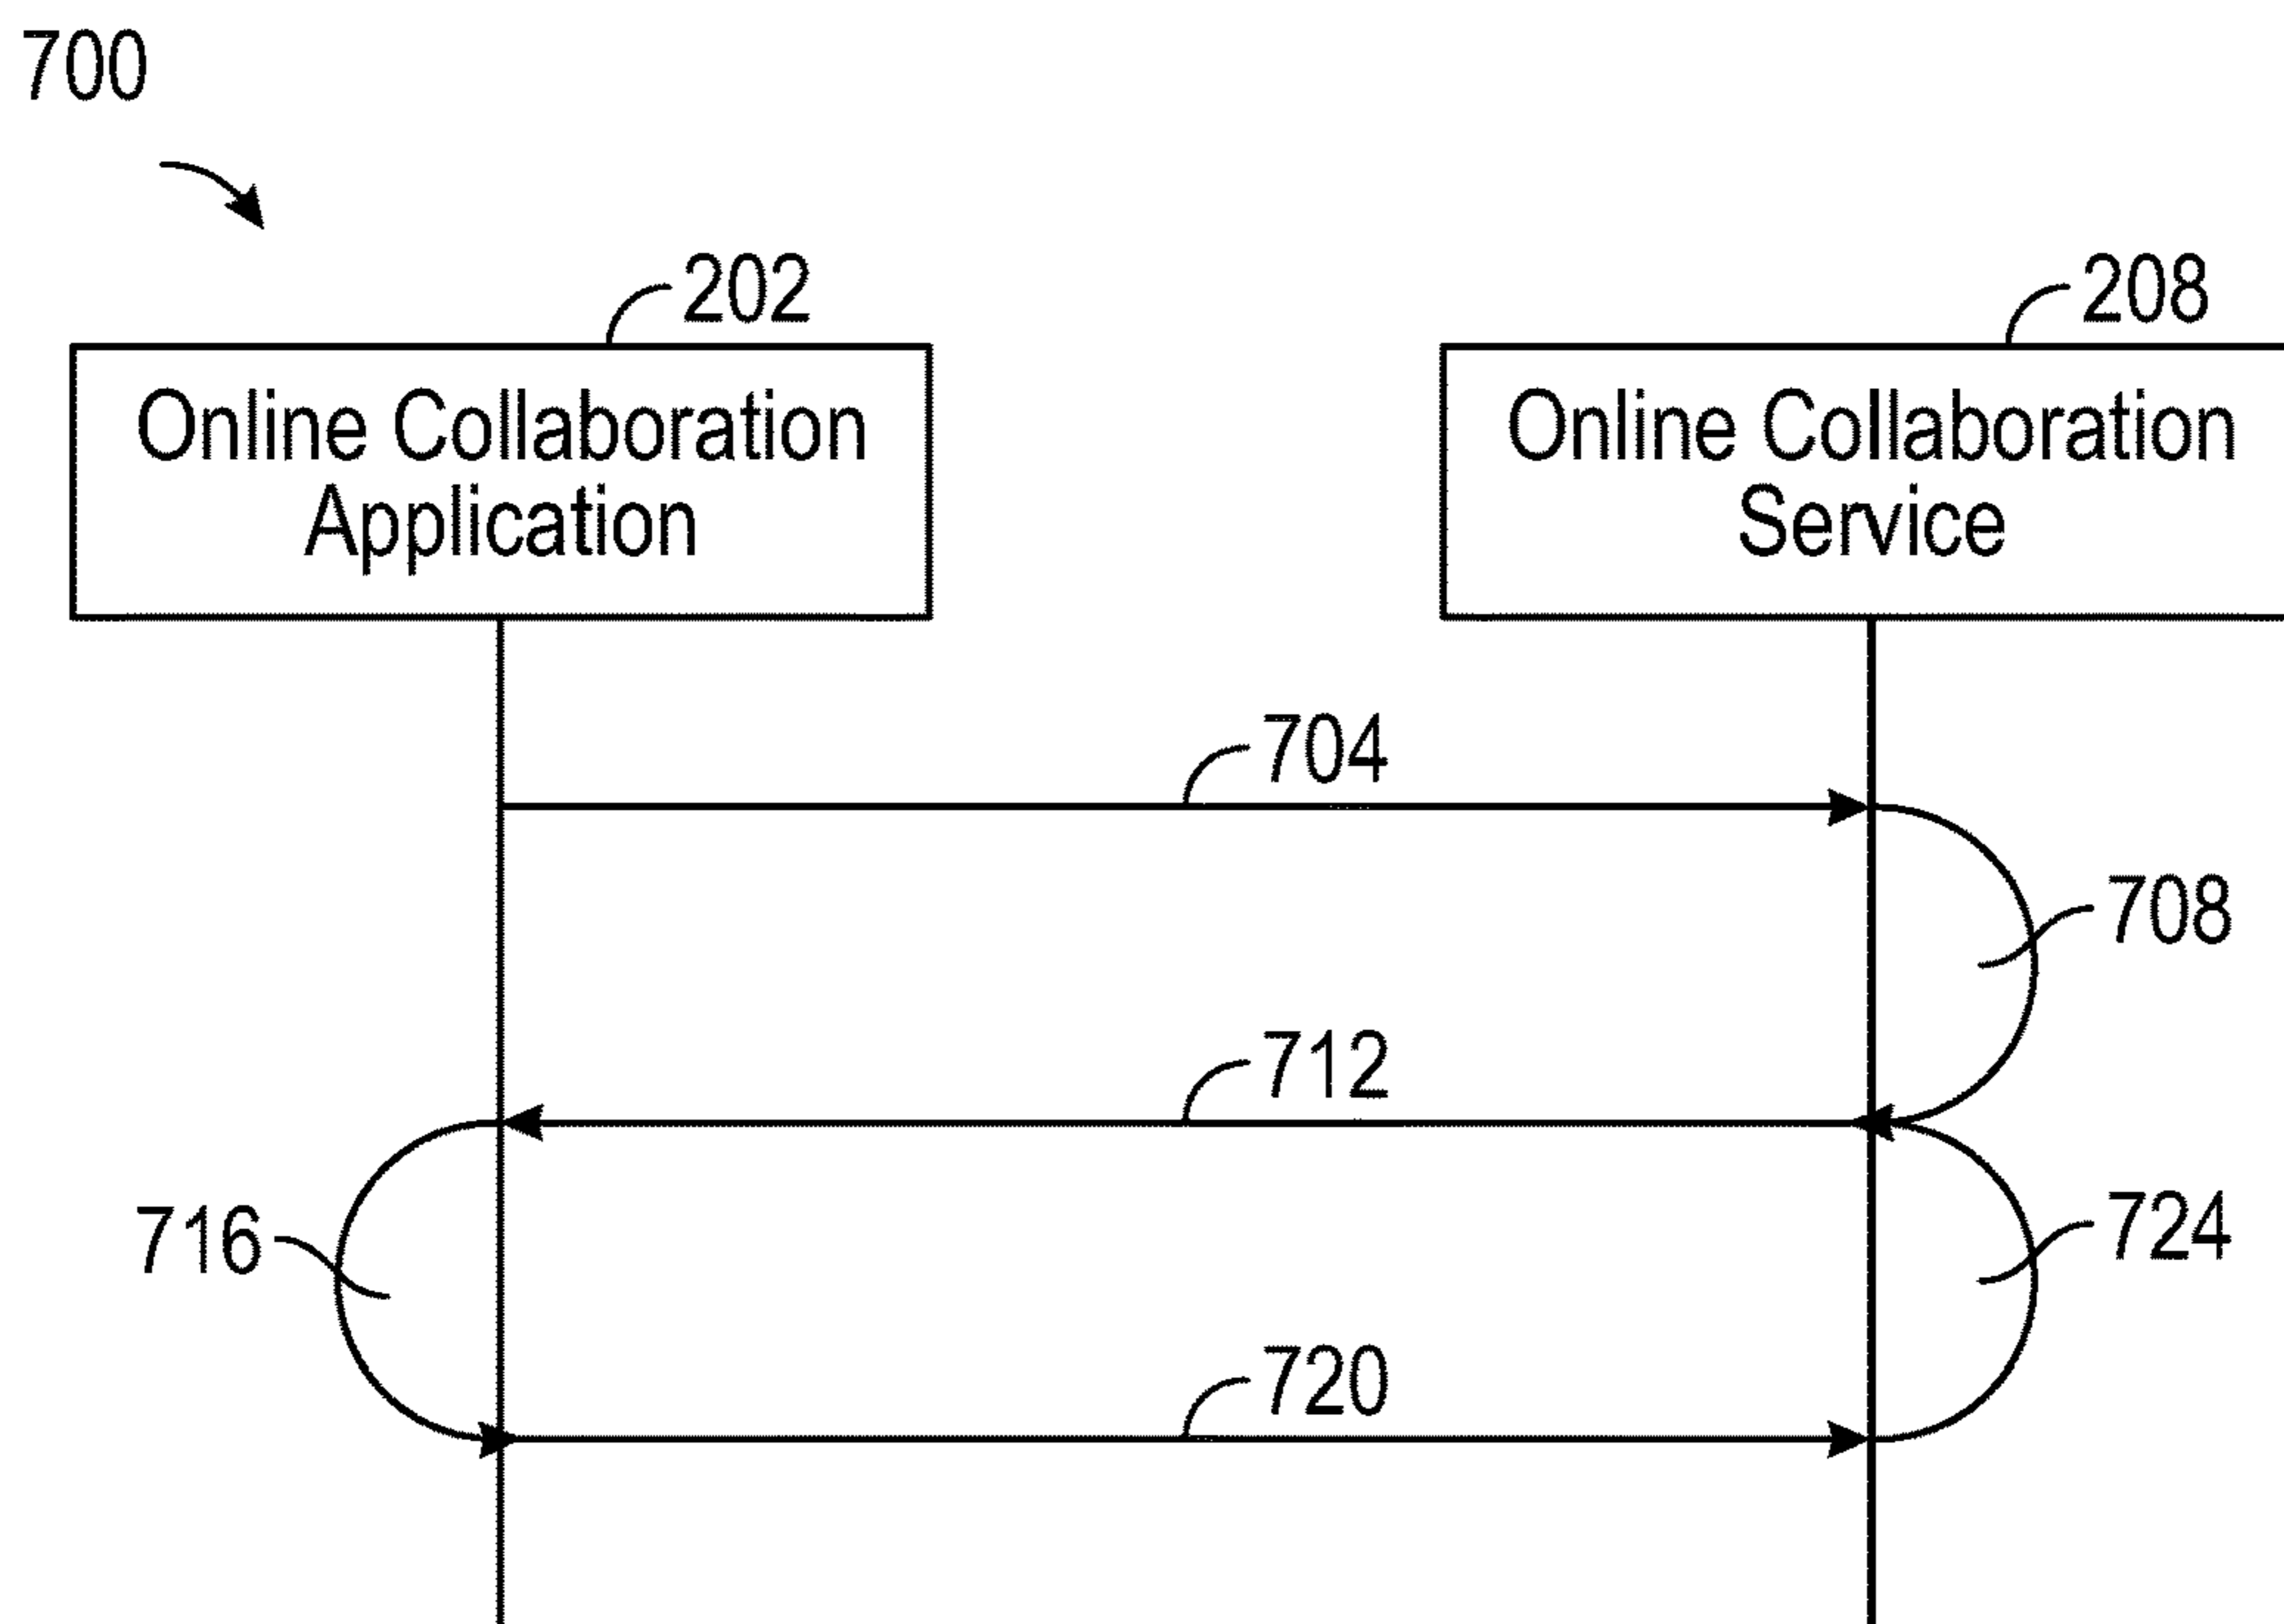 700
202
208
Online Collaboration
Application
Online Collaboration
Service
704
708
712
716
724
720